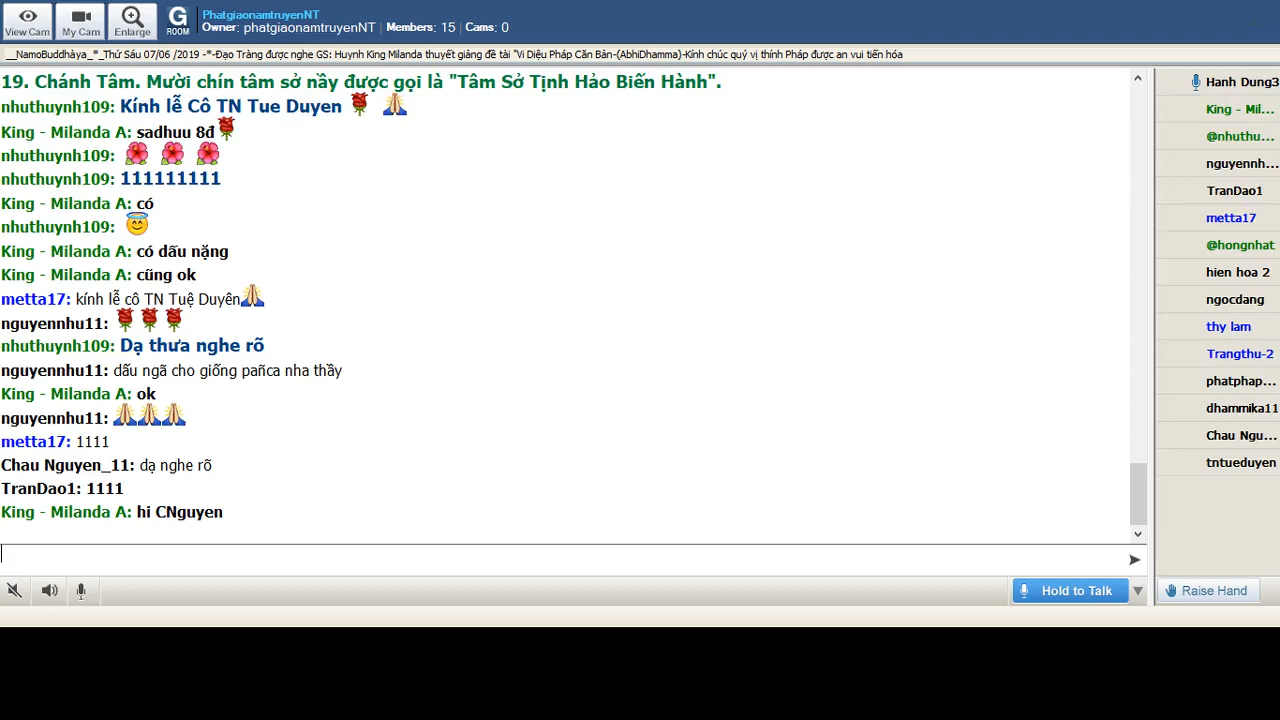 View Cam
My Cam
Enlarge
G
ROOM
PhatgiaonamtruyenNT
Owner: phatgiaonamtruyenNT Members: 15 Cams: 0
__NamoBuddhàya_*_Thứ Sáu 07/06 /2019 -*-Đạo Tràng được nghe GS: Huynh King Milanda thuyết giảng đề tài "Vi Diệu Pháp Căn Bản-(AbhiDhamma)-Kính chúc quý vị thính Pháp được an vui tiến hóa
19. Chánh Tâm. Mười chín tâm sở nầy được gọi là "Tâm Sở Tịnh Hảo Biến Hành".
nhuthuynh109: Kính lễ Cô TN Tue Duyen
King - Milanda A: sadhuu 8đ
nhuthuynh109:
nhuthuynh109: 111111111
King - Milanda A: có
nhuthuynh109:
King - Milanda A: có dấu nặng
King - Milanda A: cũng ok
metta17: kính lễ cô TN Tuệ Duyên
nguyennhu11:
nhuthuynh109: Dạ thưa nghe rõ
nguyennhu11: dấu ngã cho giống pañca nha thầy
King - Milanda A: ok
nguyennhu11:
metta17: 1111
Chau Nguyen_11: dạ nghe rõ
TranDao1: 1111
King - Milanda A: hi CNguyen
Hanh Dung3
King - Mil...
@nhuthu...
nguyennh...
TranDao1
metta17
@hongnhat
hien hoa 2
ngocdang
thy lam
Trangthu-2
phatphap...
dhammika11
Chau Ngu...
tntueduyen
Hold to Talk
Raise Hand